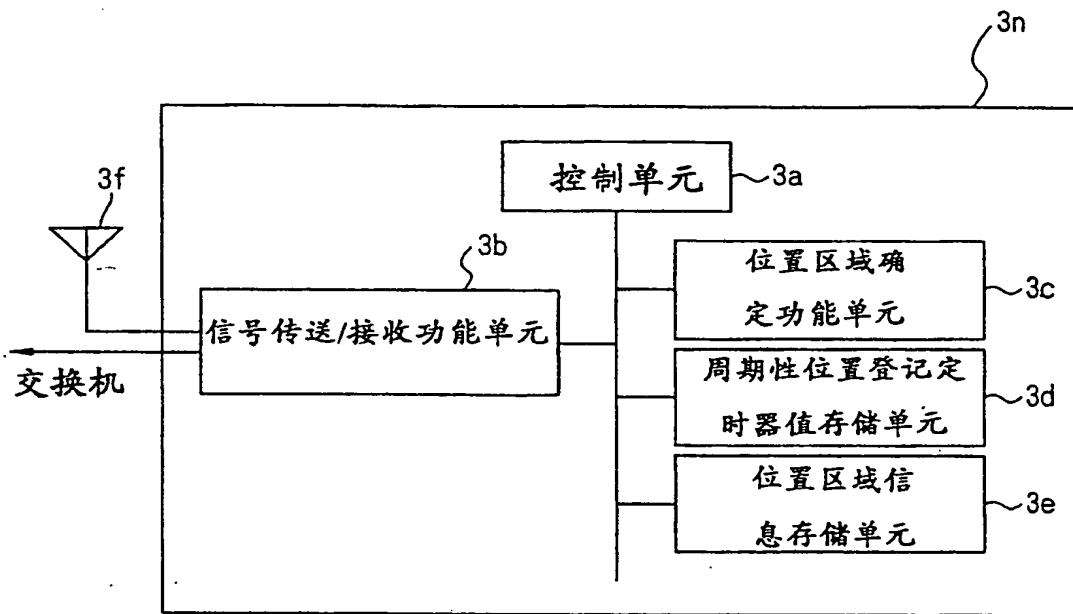 3n
控制单元
3a
3f
3b
信号传送/接收功能单元
位置区域确
定功能单元
3c
交换机
周期性位置登记定
时器值存储单元
3d
位置区域信
息存储单元
3e